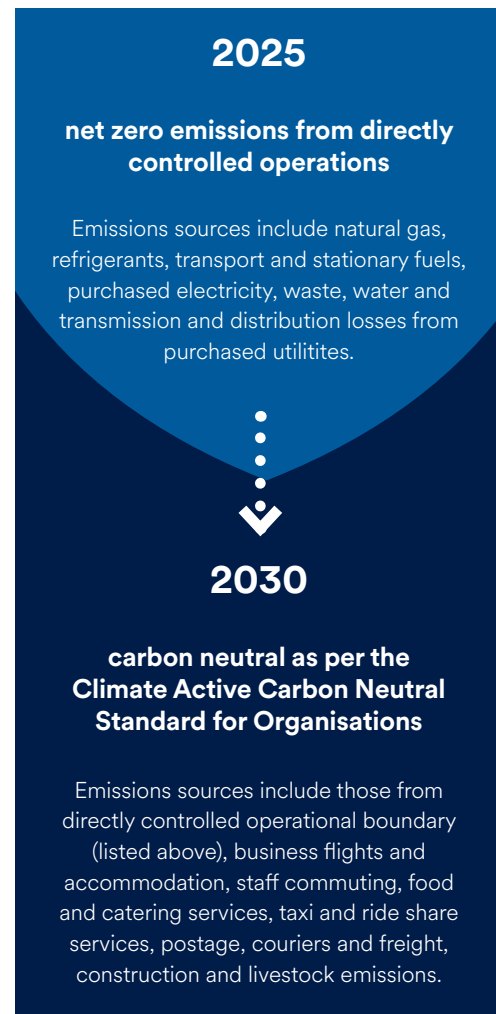 2025
net zero emissions from directly
controlled operations
Emissions sources include natural gas,
refrigerants, transport and stationary fuels,
purchased electricity, waste, water and
transmission and distribution losses from
purchased utilitites.
2030
carbon neutral as per the
Climate Active Carbon Neutral
Standard for Organisations
Emissions sources include those from
directly controlled operational boundary
(listed above), business flights and
accommodation, staff commuting, food
and catering services, taxi and ride share
services, postage, couriers and freight,
construction and livestock emissions.